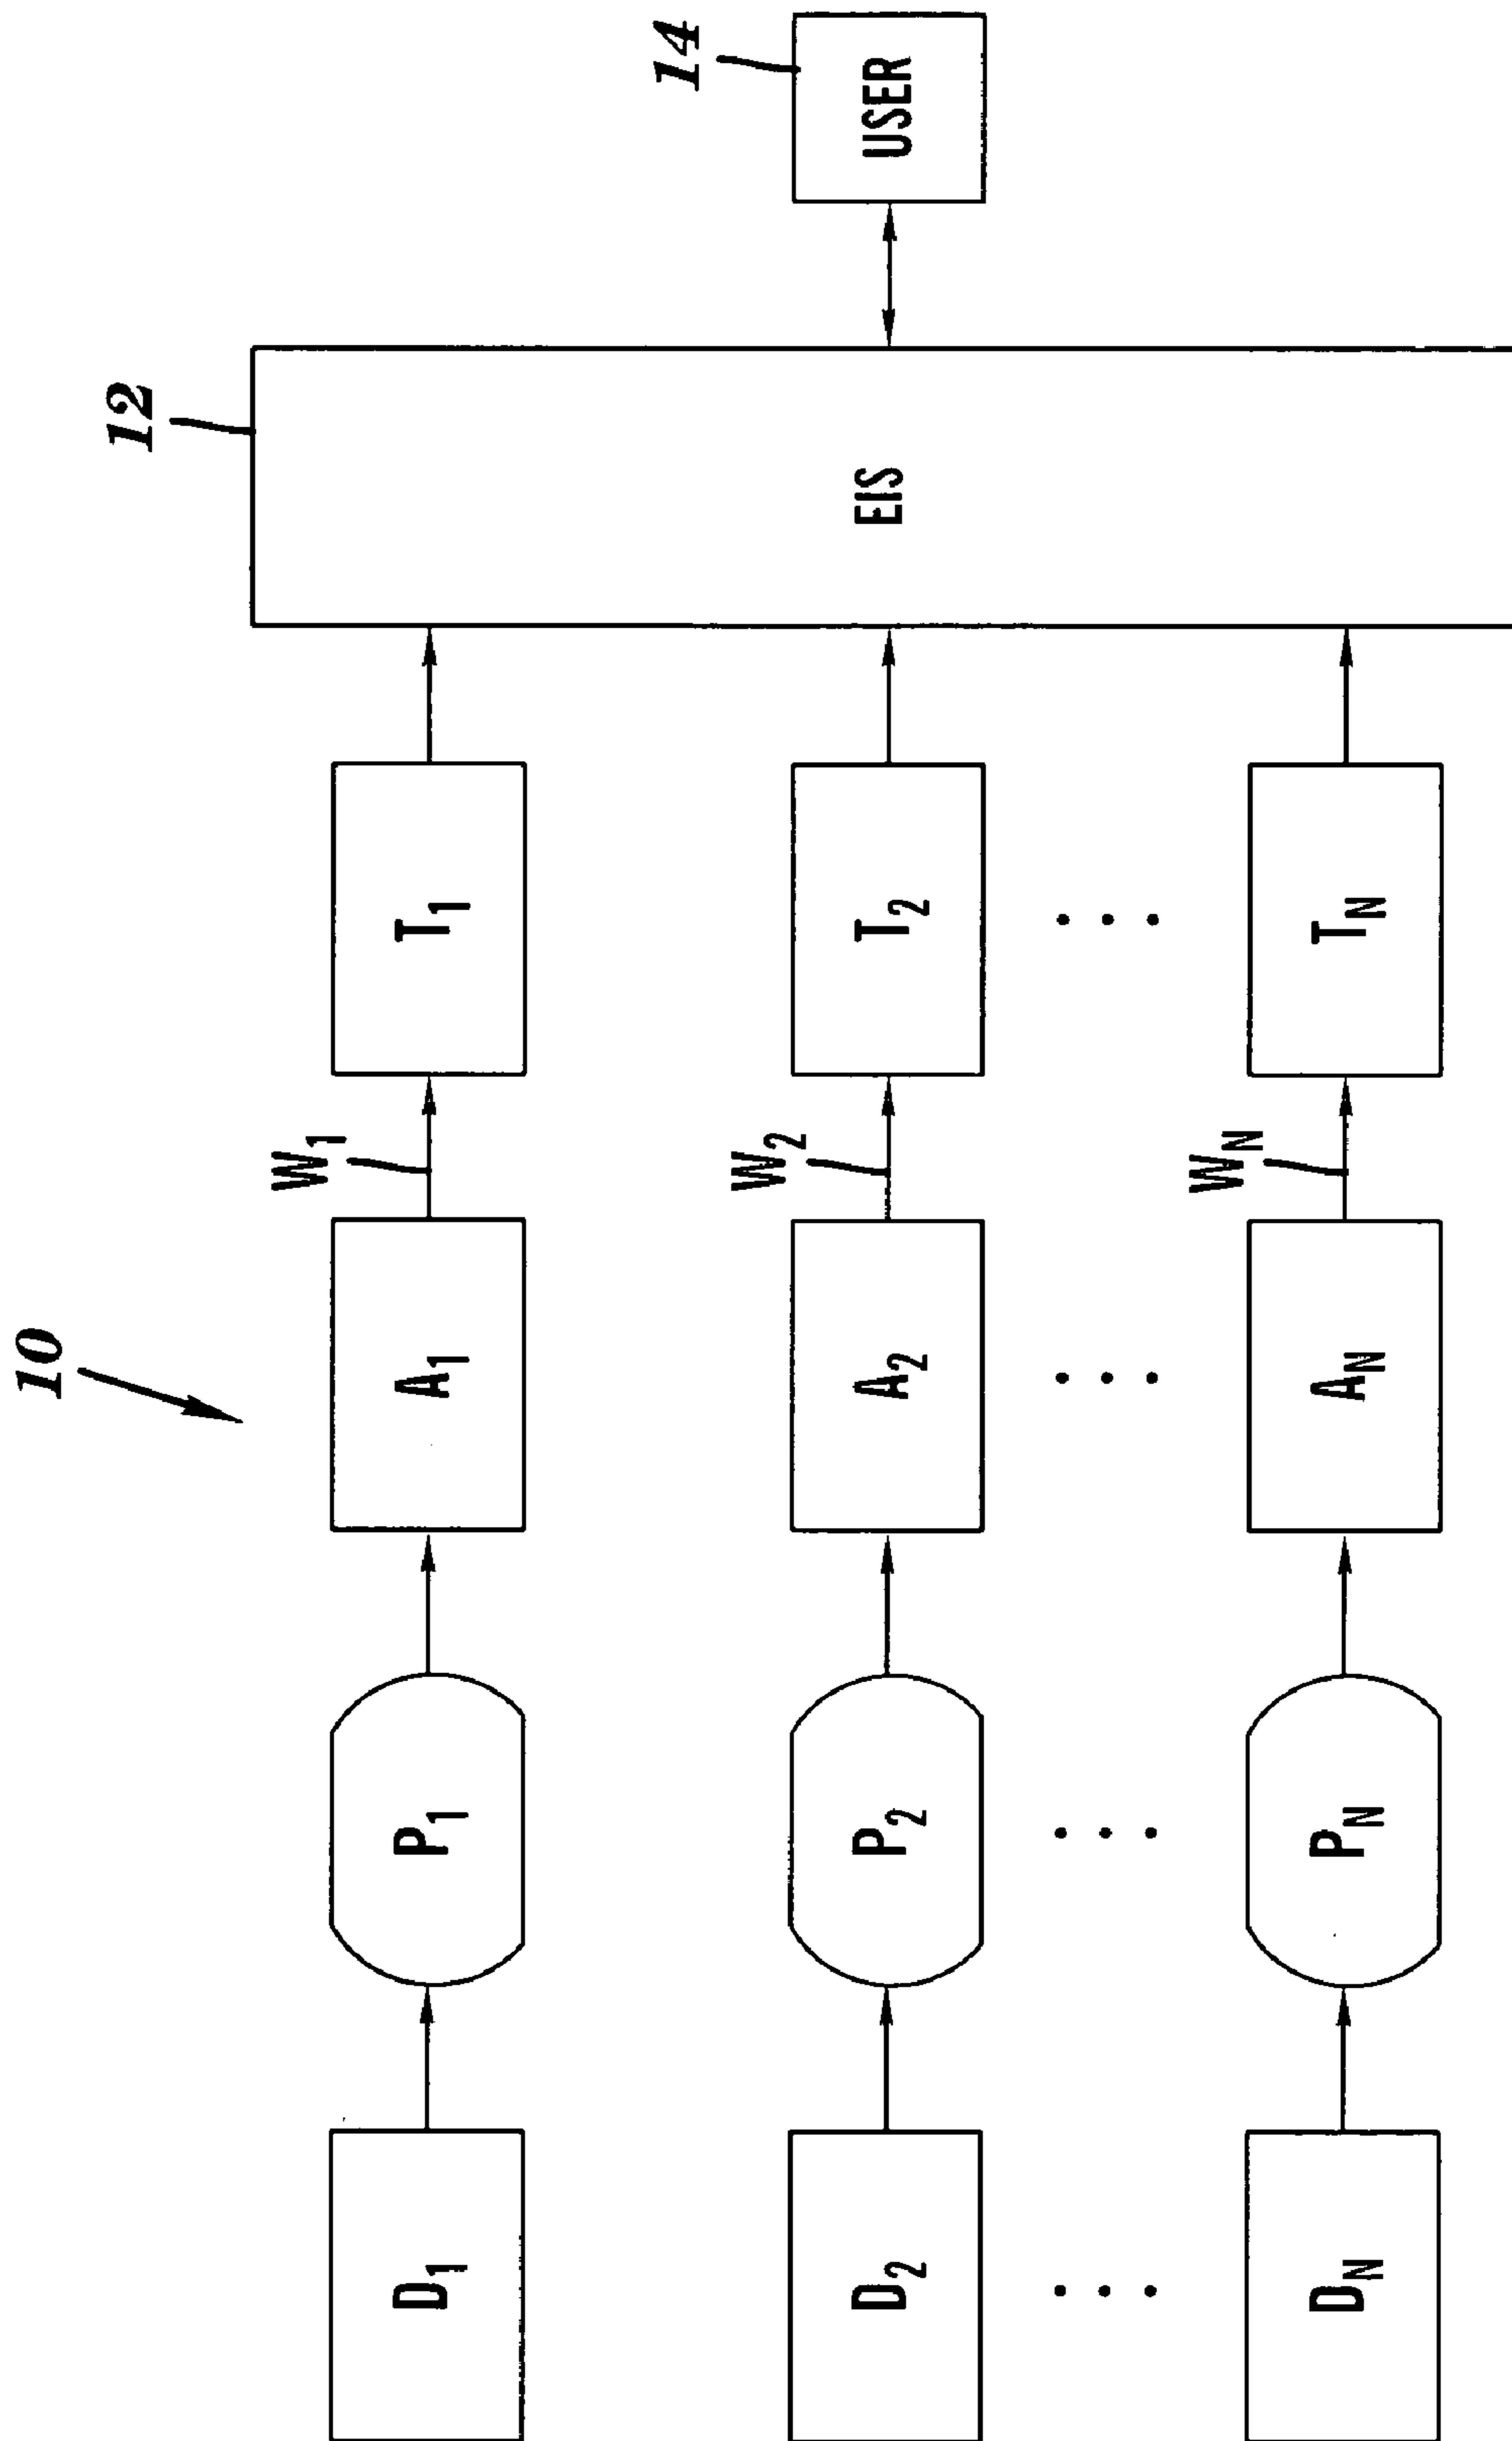 10
12
14
D1
P1
A1
W1
T1
D2
P2
A2
W2
T2
EIS
USER
DN
PN
AN
WN
TN